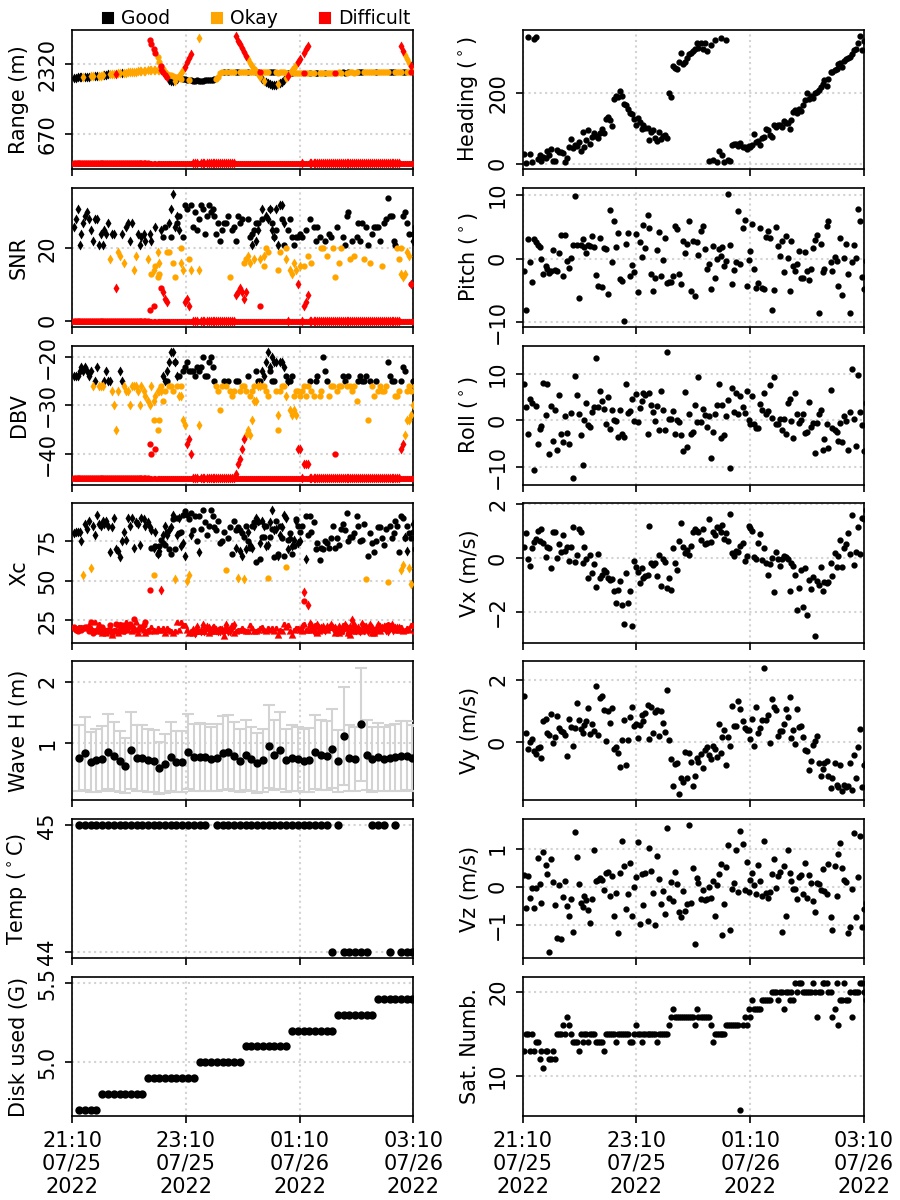 Good Okay Difficult
Range (m)
2332
670
Heading (°)
200
0
SNR
20
0
Pitch (°)
10
0
−10
DBV
−20
−30
−40
Roll (°)
10
0
−10
Xc
75
50
25
Vx (m/s)
2
0
−2
Wave H (m)
2
1
Vy (m/s)
2
0
Temp (°C)
45
44
Vz (m/s)
1
0
−1
Disk used (G)
5.5
5.0
Sat. Numb.
20
10
21:10 23:10 01:10 03:10 21:10 23:10 01:10 03:10
07/25 07/25 07/26 07/26 07/25 07/25 07/26 07/26
2022 2022 2022 2022 2022 2022 2022 2022